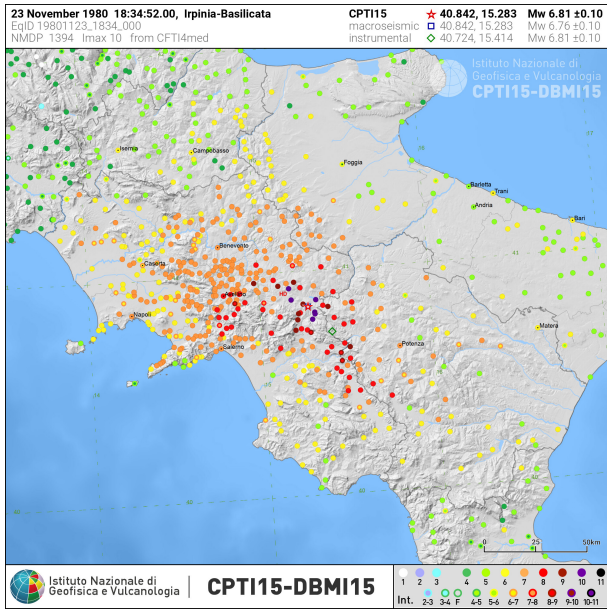 23 November 1980 18:34:52.00, Irpinia-Basilicata
EqID 19801123_1834_000
NMDP 1394 Imax 10 from CFTI4med
CPTI15 40.842, 15.283 Mw 6.81 ±0.10
macroseismic 40.842, 15.283 Mw 6.76 ±0.10
instrumental 40.724, 15.414 Mw 6.81 ±0.10
Istituto Nazionale di
Geofisica e Vulcanologia
CPTI15-DBMI15
Isernia
Campobasso
Foggia
Barletta
Trani
Andria
Bari
Benevento
Caserta
41
41
HD
Napoli
Salerno
Potenza
Matera
40
40
0 25 50km
Istituto Nazionale di
Geofisica e Vulcanologia
CPTI15-DBMI15
1 2 3 4 5 6 7 8 9 10 11
Int. 2-3 3-4 F 4-5 5-6 6-7 7-8 8-9 9-10 10-11